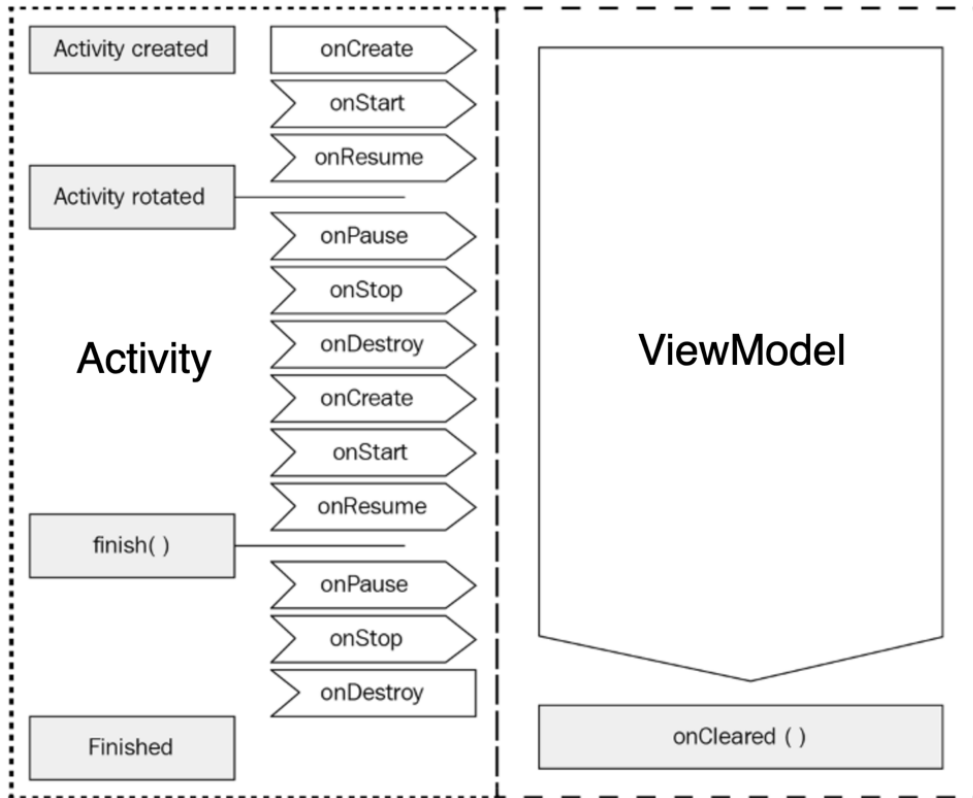 Activity created
onCreate
onStart
onResume
Activity rotated
onPause
onStop
onDestroy
Activity
onCreate
onStart
onResume
finish( )
onPause
onStop
onDestroy
Finished
ViewModel
onCleared ( )